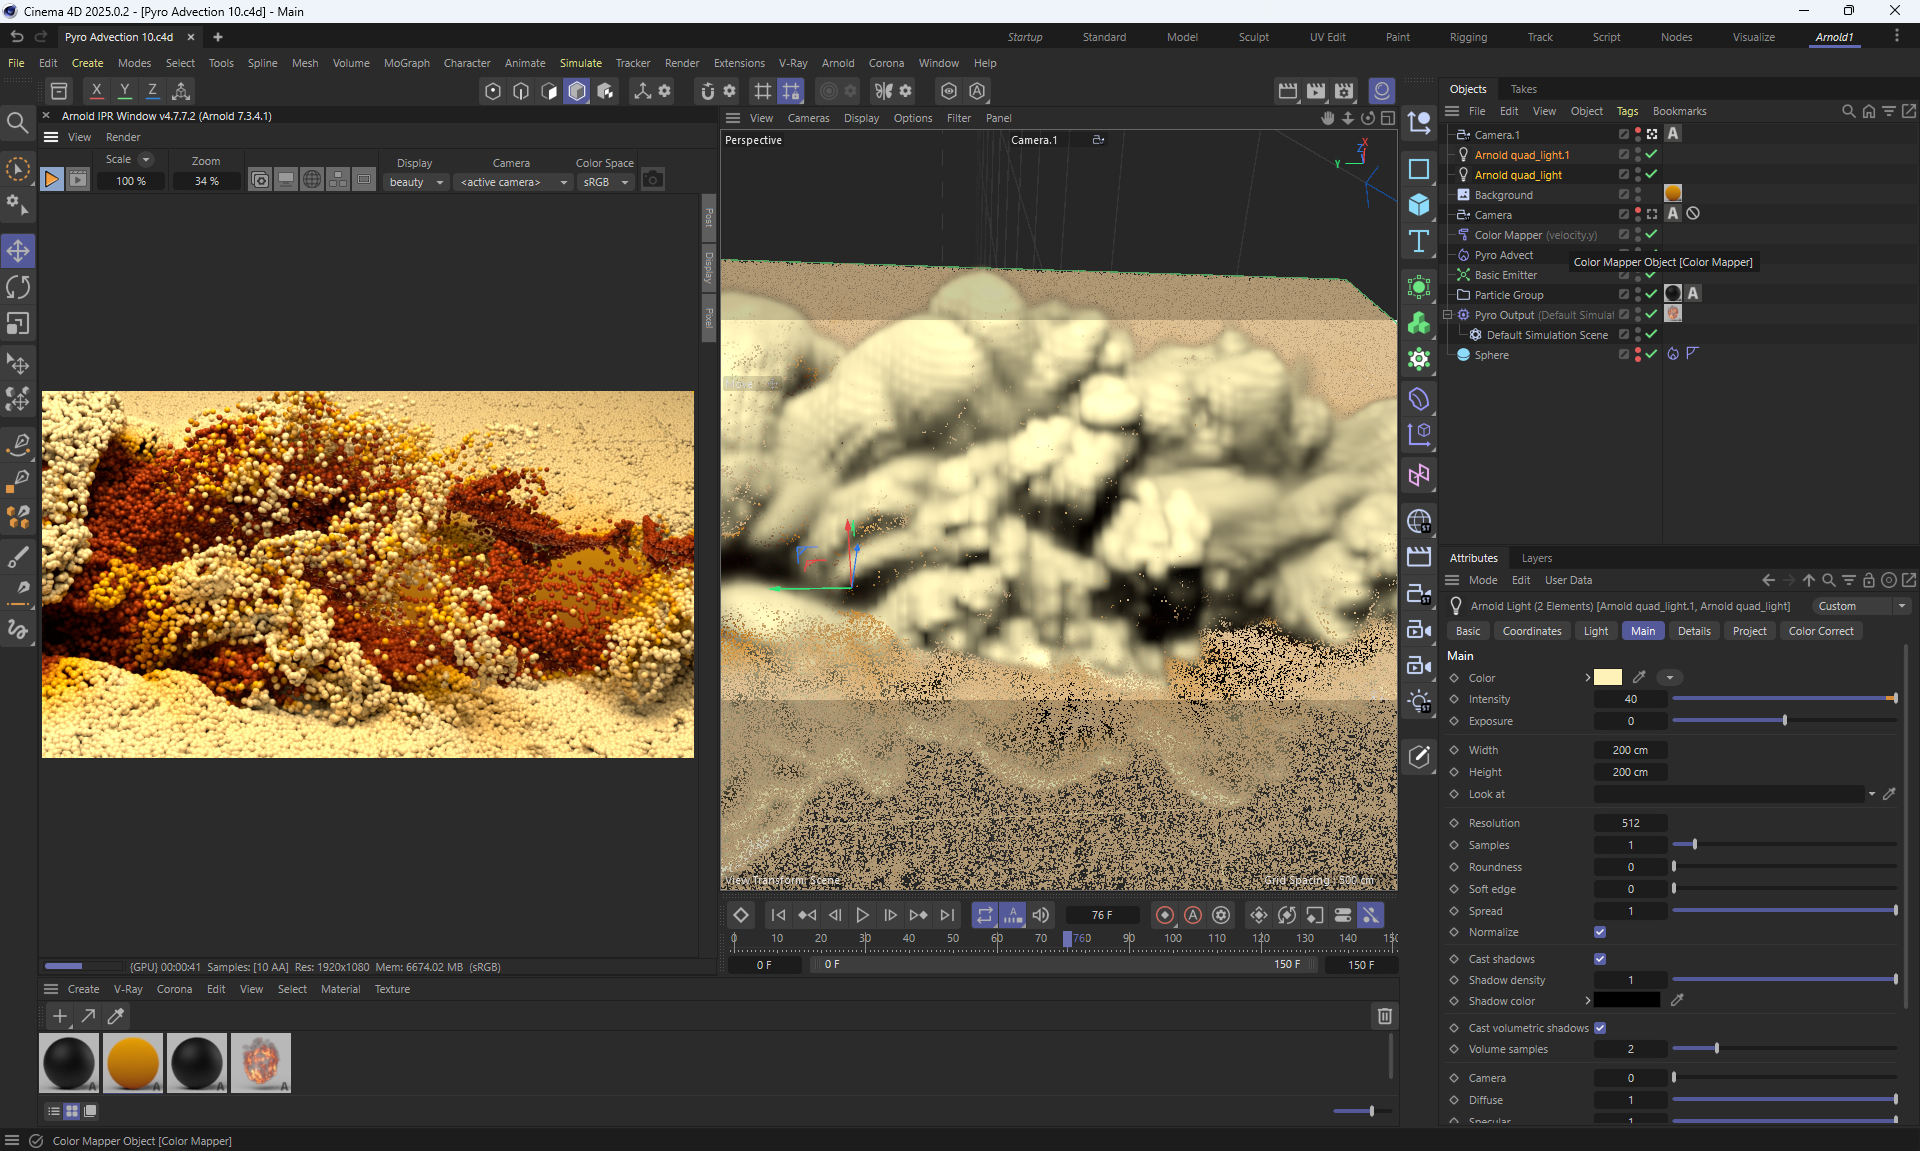 Cinema 4D 2025.0.2 - [Pyro Advection 10.c4d] - Main
Pyro Advection 10.c4d
Startup Standard Model Sculpt UV Edit Paint Rigging Track Script Nodes Visualize Arnold1
File Edit Create Modes Select Tools Spline Mesh Volume MoGraph Character Animate Simulate Tracker Render Extensions V-Ray Arnold Corona Window Help
X Y Z
Arnold IPR Window v4.7.7.2 (Arnold 7.3.4.1)
View Render
Scale Zoom Display Camera Color Space
100 % 34 % beauty <active camera> sRGB
Post
Display
Pixel
{GPU} 00:00:41 Samples: [10 AA] Res: 1920x1080 Mem: 6674.02 MB (sRGB)
View Cameras Display Options Filter Panel
Perspective
Camera.1
X
Y
Z
Move
View Transform: Scene
Grid Spacing : 500 cm
76 F
0 10 20 30 40 50 60 70 760 90 100 110 120 130 140 150
0 F
0 F
150 F
150 F
Create V-Ray Corona Edit View Select Material Texture
Color Mapper Object [Color Mapper]
Objects Takes
File Edit View Object Tags Bookmarks
Camera.1
Arnold quad_light.1
Arnold quad_light
Background
Camera
Color Mapper (velocity.y)
Pyro Advect
Color Mapper Object [Color Mapper]
Basic Emitter
Particle Group
Pyro Output (Default Simulat
Default Simulation Scene
Sphere
Attributes Layers
Mode Edit User Data
Arnold Light (2 Elements) [Arnold quad_light.1, Arnold quad_light]
Custom
Basic Coordinates Light Main Details Project Color Correct
Main
Color
Intensity 40
Exposure 0
Width 200 cm
Height 200 cm
Look at
Resolution 512
Samples 1
Roundness 0
Soft edge 0
Spread 1
Normalize
Cast shadows
Shadow density 1
Shadow color
Cast volumetric shadows
Volume samples 2
Camera 0
Diffuse 1
Specular 1